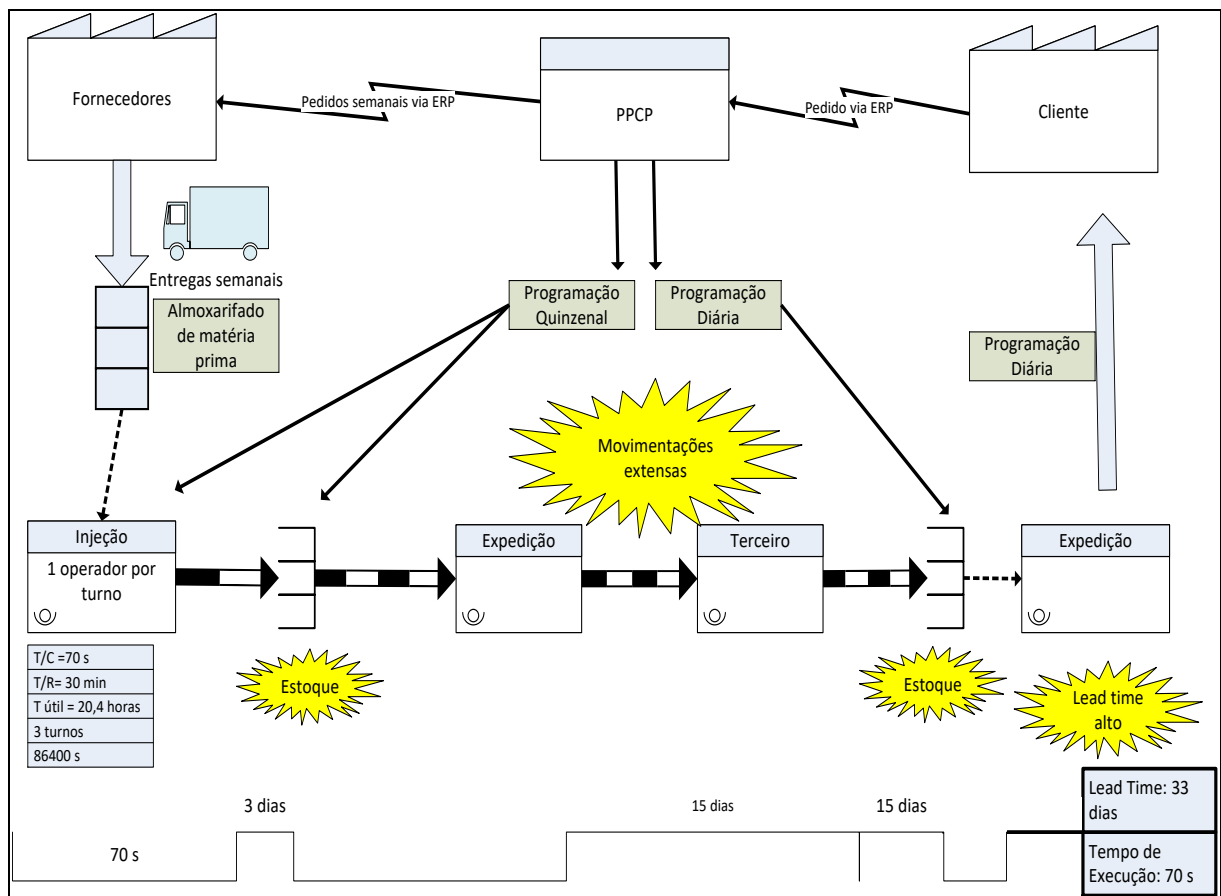 Fornecedores
Pedidos semanais via ERP
PPCP
Pedido via ERP
Cliente
Entregas semanais
Almoxarifado
de matéria
prima
Programação
Quinzenal
Programação
Diária
Programação
Diária
Movimentações
extensas
Injeção
1 operador por
turno
Expedição
Terceiro
Expedição
T/C =70 s
T/R= 30 min
T útil = 20,4 horas
3 turnos
86400 s
Estoque
Estoque
Lead time
alto
3 dias
15 dias
15 dias
70 s
Lead Time: 33
dias
Tempo de
Execução: 70 s